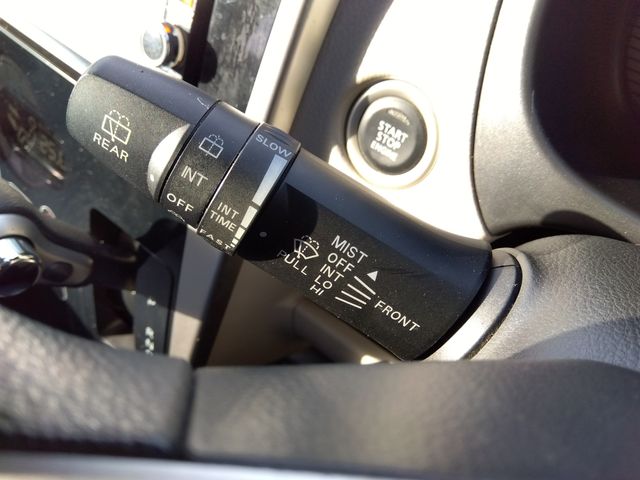 REAR
INT
OFF
SLOW
INT
TIME
FAST
MIST
OFF
INT
LO
HI
PULL
FRONT
START
STOP
ENGINE
P
R